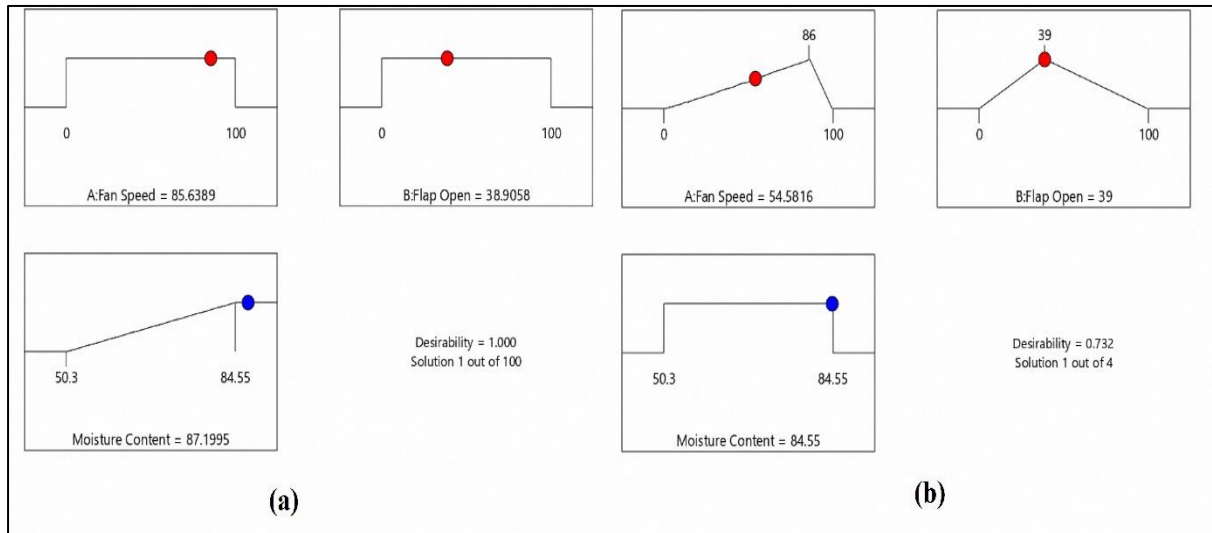 0 100
A:Fan Speed = 85.6389
0 100
B:Flap Open = 38.9058
50.3 84.55
Moisture Content = 87.1995
Desirability = 1.000
Solution 1 out of 100
(a)
86
0 100
A:Fan Speed = 54.5816
39
0 100
B:Flap Open = 39
50.3 84.55
Moisture Content = 84.55
Desirability = 0.732
Solution 1 out of 4
(b)